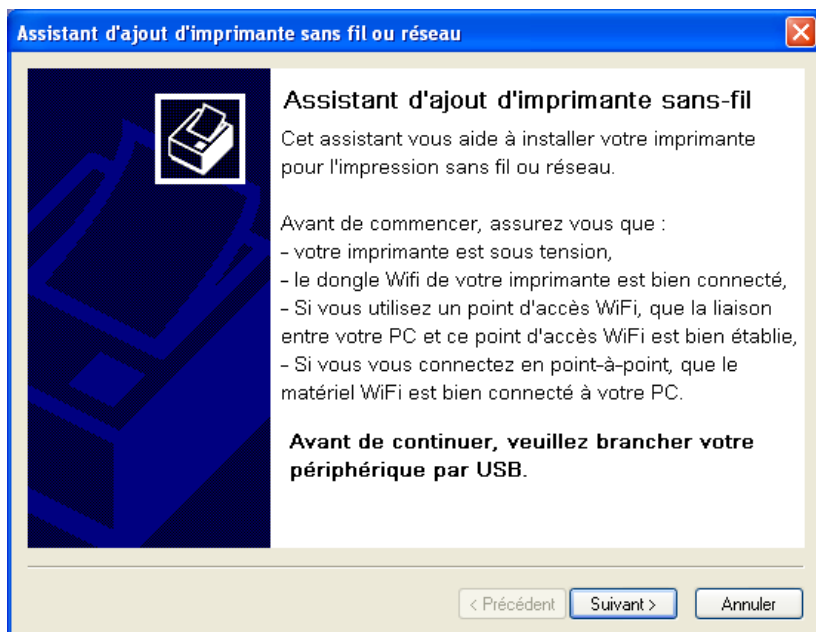 Assistant d'ajout d'imprimante sans fil ou réseau
Assistant d'ajout d'imprimante sans-fil
Cet assistant vous aide à installer votre imprimante
pour l'impression sans fil ou réseau.
Avant de commencer, assurez vous que :
- votre imprimante est sous tension,
- le dongle Wifi de votre imprimante est bien connecté,
- Si vous utilisez un point d'accès WiFi, que la liaison
entre votre PC et ce point d'accès WiFi est bien établie,
- Si vous vous connectez en point-à-point, que le
matériel WiFi est bien connecté à votre PC.
Avant de continuer, veuillez brancher votre
périphérique par USB.
< Précédent Suivant > Annuler